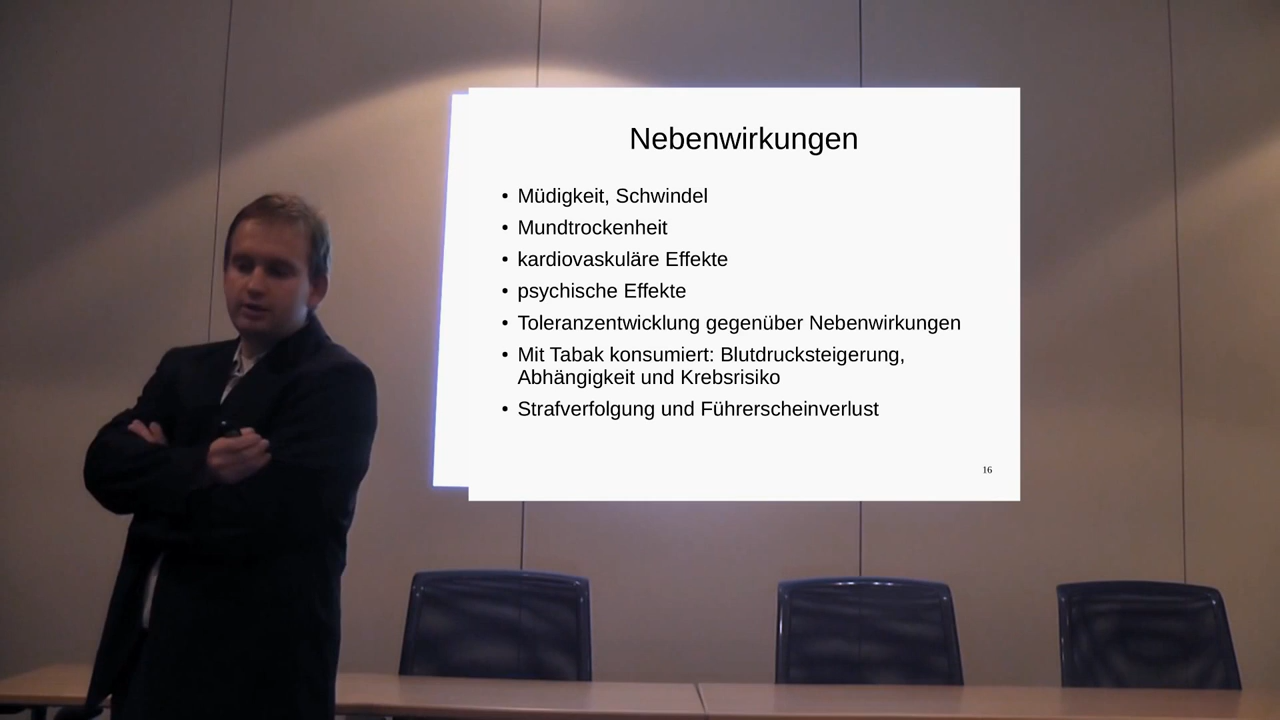 Nebenwirkungen
• Müdigkeit, Schwindel
• Mundtrockenheit
• kardiovaskuläre Effekte
• psychische Effekte
• Toleranzentwicklung gegenüber Nebenwirkungen
• Mit Tabak konsumiert: Blutdrucksteigerung,
Abhängigkeit und Krebsrisiko
• Strafverfolgung und Führerscheinverlust
16